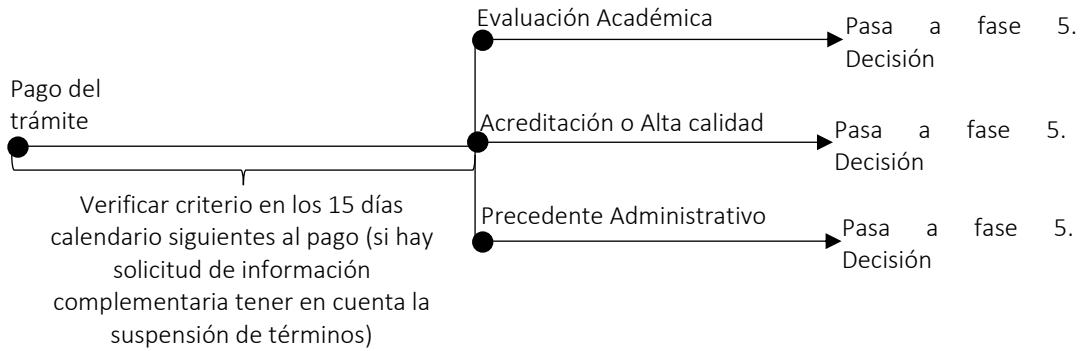 Evaluación Académica
Pasa a fase 5.
Decisión
Pago del
trámite
Acreditación o Alta calidad
Pasa a fase 5.
Decisión
Verificar criterio en los 15 días
calendario siguientes al pago (si hay
solicitud de información
complementaria tener en cuenta la
suspensión de términos)
Precedente Administrativo
Pasa a fase 5.
Decisión